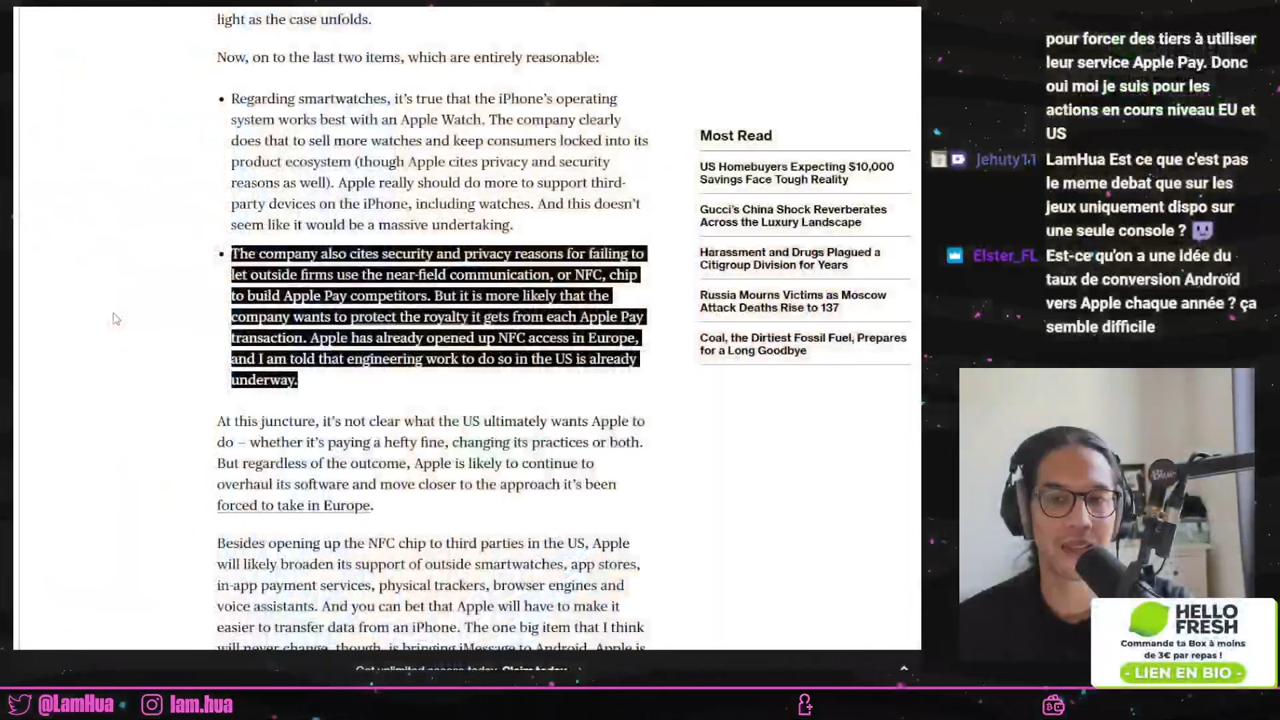 light as the case unfolds.
Now, on to the last two items, which are entirely reasonable:
• Regarding smartwatches, it's true that the iPhone's operating
system works best with an Apple Watch. The company clearly
does that to sell more watches and keep consumers locked into its
product ecosystem (though Apple cites privacy and security
reasons as well). Apple really should do more to support third-
party devices on the iPhone, including watches. And this doesn't
seem like it would be a massive undertaking.
• The company also cites security and privacy reasons for failing to
let outside firms use the near-field communication, or NFC, chip
to build Apple Pay competitors. But it is more likely that the
company wants to protect the royalty it gets from each Apple Pay
transaction. Apple has already opened up NFC access in Europe,
and I am told that engineering work to do so in the US is already
underway.
At this juncture, it's not clear what the US ultimately wants Apple to
do – whether it's paying a hefty fine, changing its practices or both.
But regardless of the outcome, Apple is likely to continue to
overhaul its software and move closer to the approach it's been
forced to take in Europe.
Besides opening up the NFC chip to third parties in the US, Apple
will likely broaden its support of outside smartwatches, app stores,
in-app payment services, physical trackers, browser engines and
voice assistants. And you can bet that Apple will have to make it
easier to transfer data from an iPhone. The one big item that I think
will never change, though, is bringing iMessage to Android. Apple is
Get unlimited access today. Claim today
Most Read
US Homebuyers Expecting $10,000
Savings Face Tough Reality
Gucci's China Shock Reverberates
Across the Luxury Landscape
Harassment and Drugs Plagued a
Citigroup Division for Years
Russia Mourns Victims as Moscow
Attack Deaths Rise to 137
Coal, the Dirtiest Fossil Fuel, Prepares
for a Long Goodbye
pour forcer des tiers à utiliser
leur service Apple Pay. Donc
oui moi je suis pour les
actions en cours niveau EU et
US
Jehuty11 LamHua Est ce que c'est pas
le meme debat que sur les
jeux uniquement dispo sur
une seule console ?
Elster_FL Est-ce qu'on a une idée du
taux de conversion Androïd
vers Apple chaque année ? ça
semble difficile
HELLO
FRESH
Commande ta Box à moins
de 3€ par repas !
- LIEN EN BIO -
@LamHua lam.hua